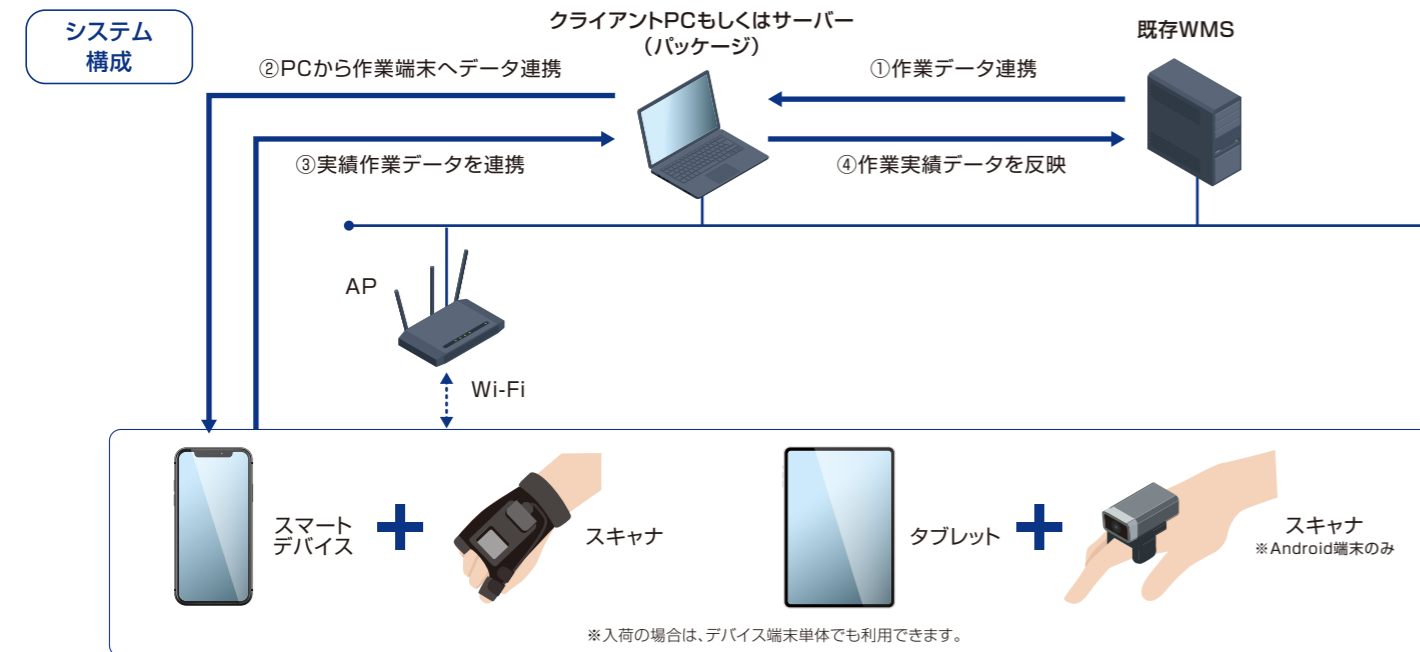 システム
構成
クライアントPCもしくはサーバー
（パッケージ）
既存WMS
②PCから作業端末へデータ連携
①作業データ連携
③実績作業データを連携
④作業実績データを反映
AP
Wi-Fi
スマート
デバイス
スキャナ
タブレット
スキャナ
※Android端末のみ
※入荷の場合は、デバイス端末単体でも利用できます。